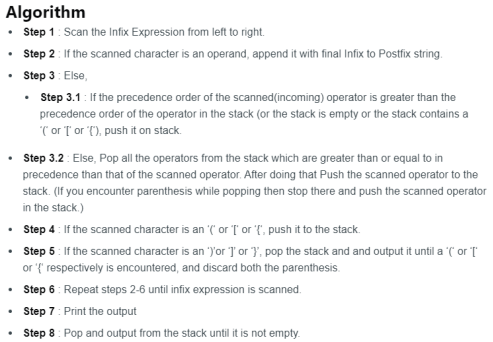 Algorithm
• Step 1 : Scan the Infix Expression from left to right.
• Step 2 : If the scanned character is an operand, append it with final Infix to Postfix string.
• Step 3 : Else,
• Step 3.1 : If the precedence order of the scanned(incoming) operator is greater than the
precedence order of the operator in the stack (or the stack is empty or the stack contains a
‘(‘ or ‘[‘ or ‘{‘), push it on stack.
• Step 3.2 : Else, Pop all the operators from the stack which are greater than or equal to in
precedence than that of the scanned operator. After doing that Push the scanned operator to the
stack. (If you encounter parenthesis while popping then stop there and push the scanned operator
in the stack.)
• Step 4 : If the scanned character is an ‘(‘ or ‘[‘ or ‘{‘, push it to the stack.
• Step 5 : If the scanned character is an ‘)’or ‘]’ or ‘}’, pop the stack and and output it until a ‘(‘ or ‘[‘
or ‘{‘ respectively is encountered, and discard both the parenthesis.
• Step 6 : Repeat steps 2-6 until infix expression is scanned.
• Step 7 : Print the output
• Step 8 : Pop and output from the stack until it is not empty.